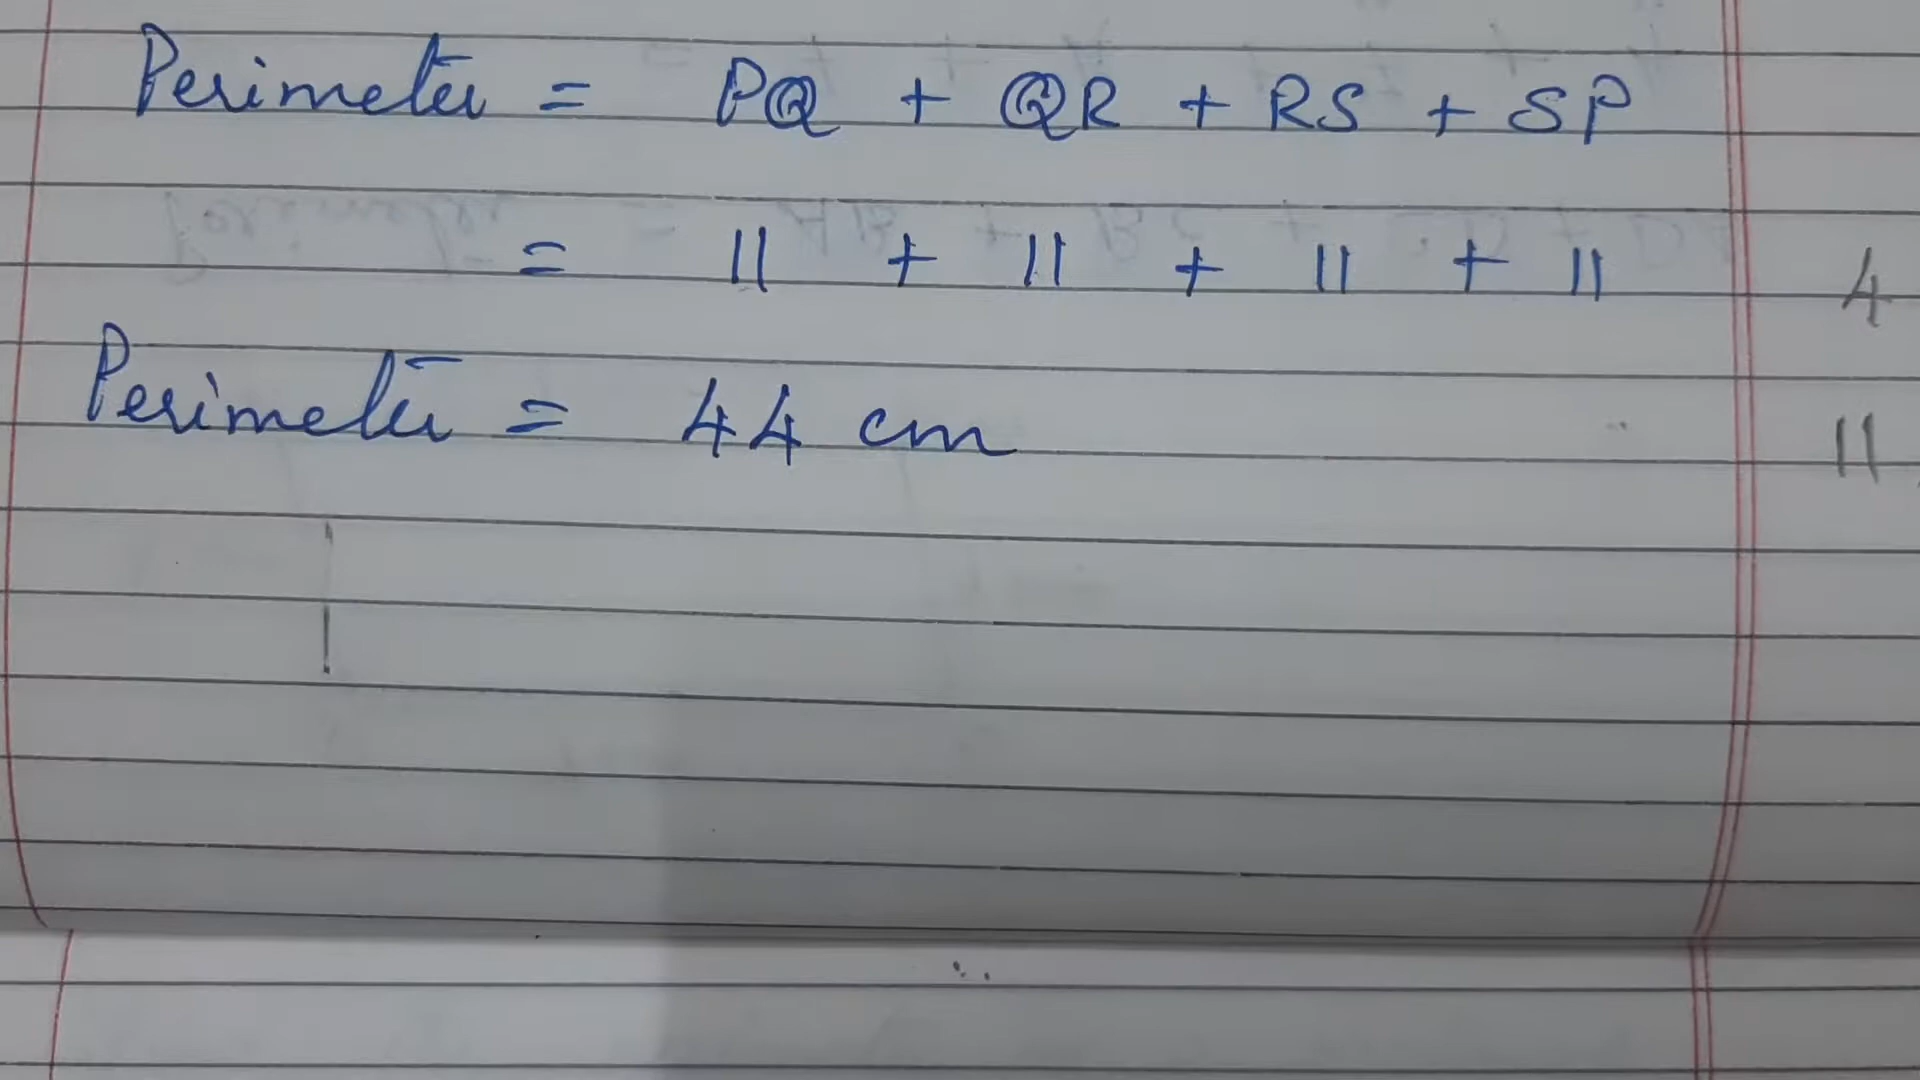 Perimeter = PQ + QR + RS + SP
= 11 + 11 + 11 + 11
4
Perimeter = 44 cm
11